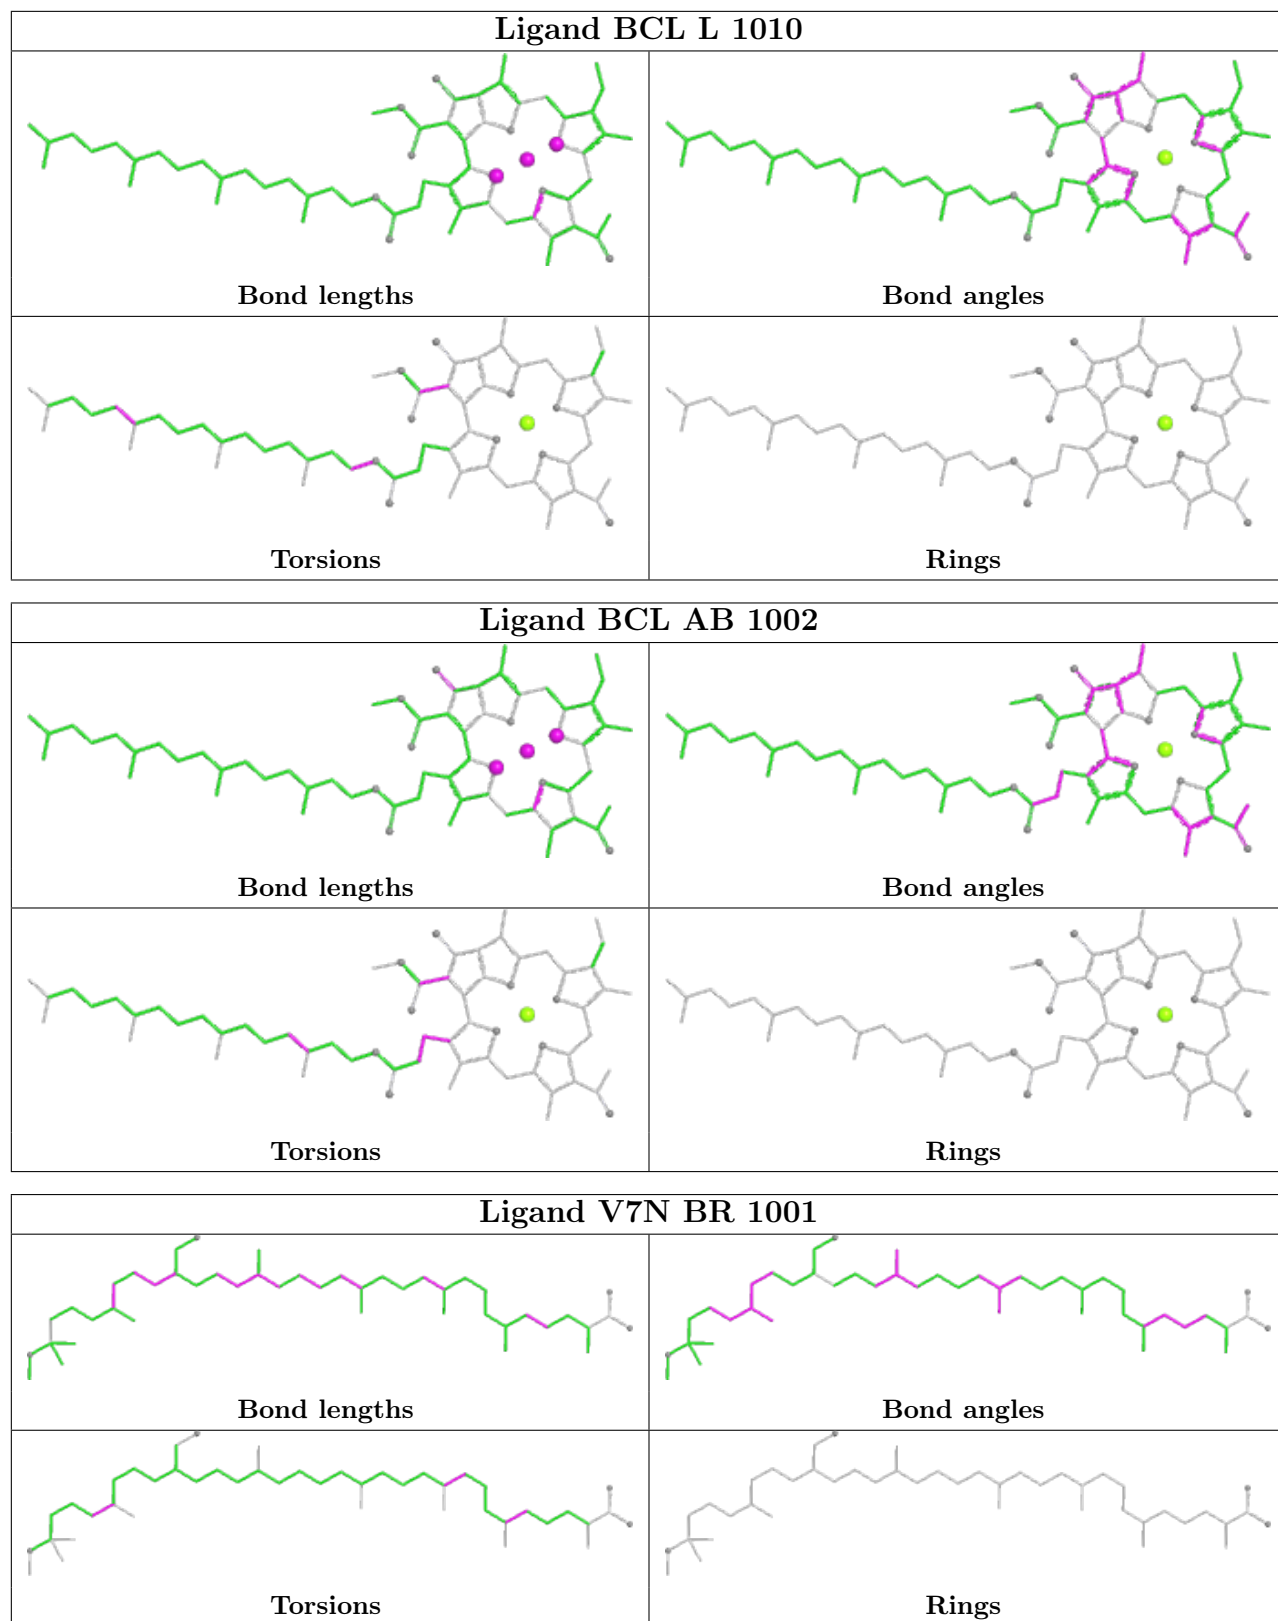 Ligand BCL L 1010
Bond lengths
Bond angles
Torsions
Rings
Ligand BCL AB 1002
Bond lengths
Bond angles
Torsions
Rings
Ligand V7N BR 1001
Bond lengths
Bond angles
Torsions
Rings